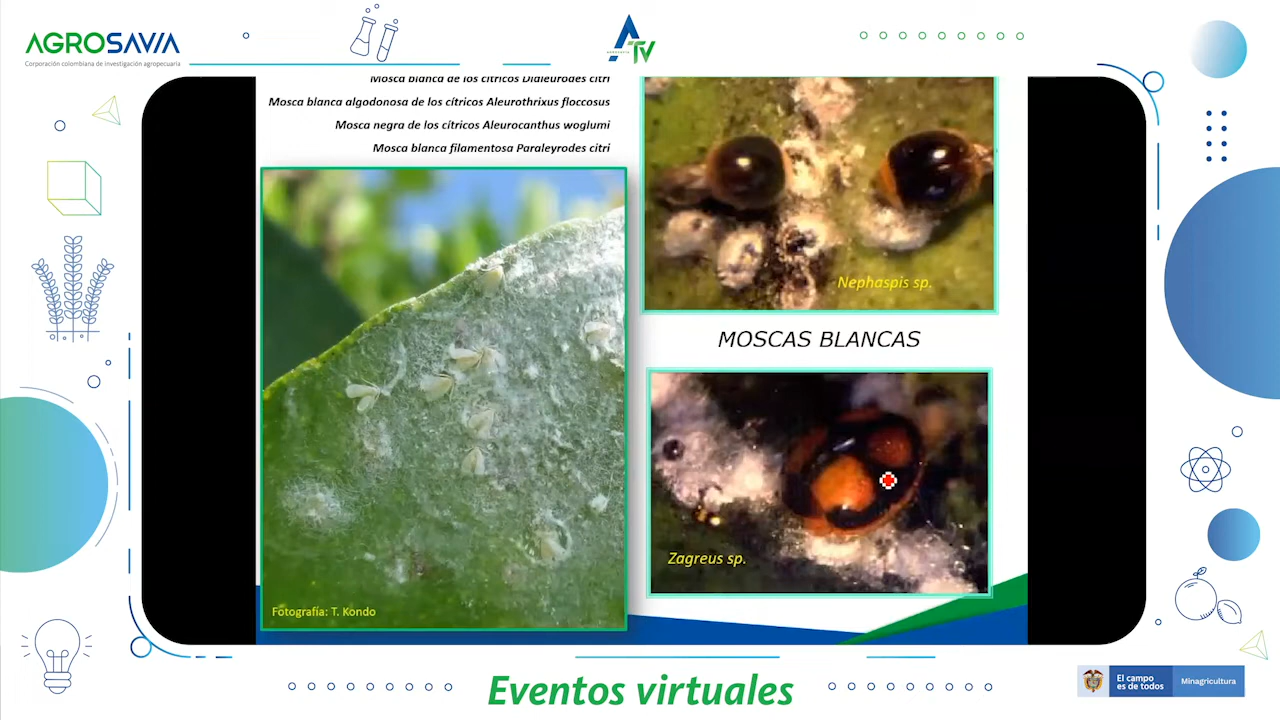 AGROSAVIA
Corporación colombiana de investigación agropecuaria
ATV
Mosca blanca de los cítricos Dialeurodes citri
Mosca blanca algodonosa de los cítricos Aleurothrixus floccosus
Mosca negra de los cítricos Aleurocanthus woglumi
Mosca blanca filamentosa Paraleyrodes citri
Nephaspis sp.
MOSCAS BLANCAS
Zagreus sp.
Fotografía: T. Kondo
Eventos virtuales
El campo
es de todos
Minagricultura